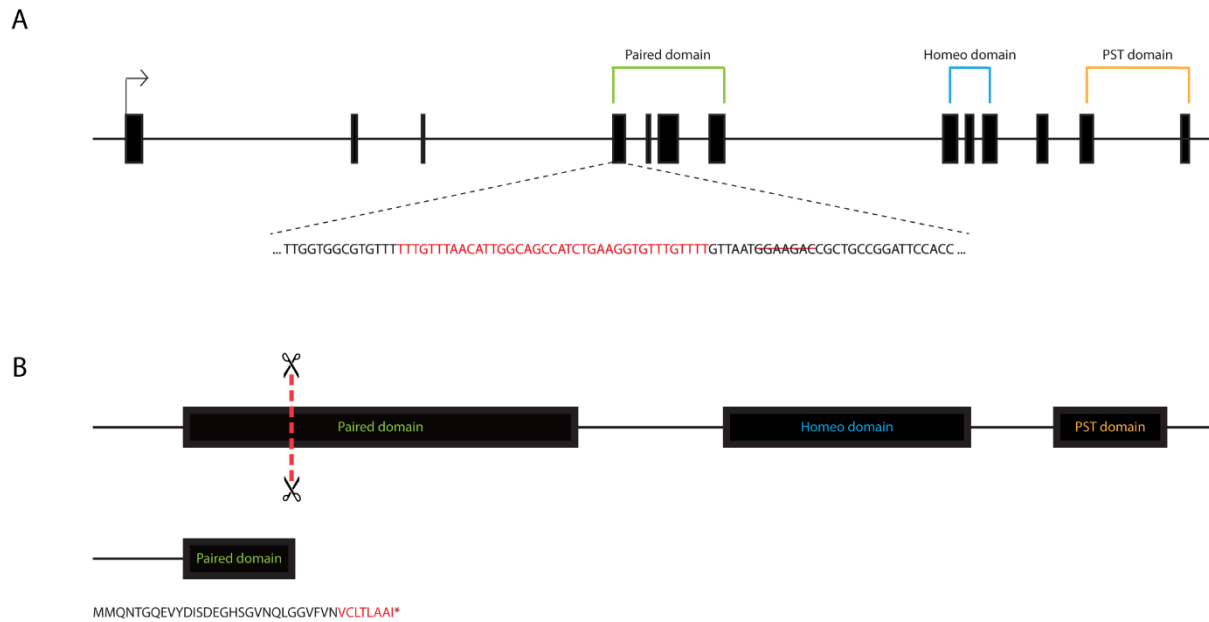 A
Paired domain
Homeo domain
PST domain
... TTGGTGGCGTGTTTTTTGTTTAACATTGGCAGCCATCTGAAGGTGTTTGTTTTGTTAATGGAAGACCGCTGCCGGATTCCACC ...
B
Paired domain
Homeo domain
PST domain
Paired domain
MMQNTGQEVYDISDEGHSGVNQLGGVFVNVCLTLAAI*